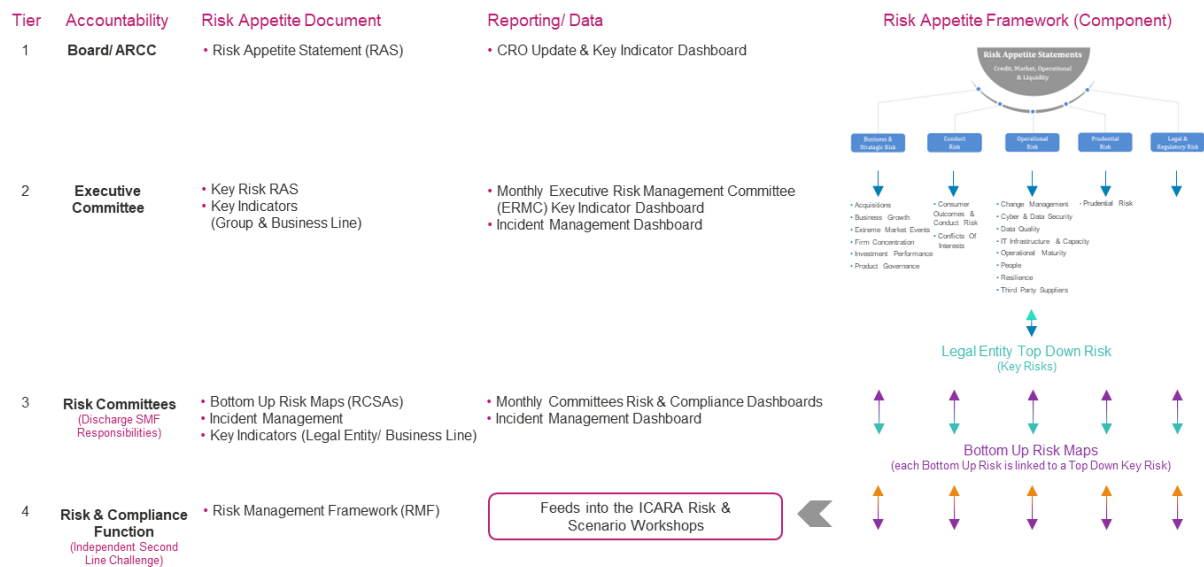 Tier
Accountability
Risk Appetite Document
Reporting/ Data
Risk Appetite Framework (Component)
1
Board/ ARCC
• Risk Appetite Statement (RAS)
• CRO Update & Key Indicator Dashboard
Risk Appetite Statements
Credit, Market, Operational
& Liquidity
Business &
Strategic Risk
Conduct
Risk
Operational
Risk
Prudential
Risk
Legal &
Regulatory Risk
2
Executive
Committee
• Key Risk RAS
• Key Indicators
(Group & Business Line)
• Monthly Executive Risk Management Committee
(ERMC) Key Indicator Dashboard
• Incident Management Dashboard
• Acquisitions
• Business Growth
• Extreme Market Events
• Firm Concentration
• Investment Performance
• Product Governance
• Consumer
Outcomes &
Conduct Risk
• Conflicts Of
Interests
• Change Management
• Cyber & Data Security
• Data Quality
• IT Infrastructure & Capacity
• Operational Maturity
• People
• Resilience
• Third Party Suppliers
• Prudential Risk
Legal Entity Top Down Risk
(Key Risks)
3
Risk Committees
(Discharge SMF
Responsibilities)
• Bottom Up Risk Maps (RCSAs)
• Incident Management
• Key Indicators (Legal Entity/ Business Line)
• Monthly Committees Risk & Compliance Dashboards
• Incident Management Dashboard
Bottom Up Risk Maps
(each Bottom Up Risk is linked to a Top Down Key Risk)
4
Risk & Compliance
Function
(Independent Second
Line Challenge)
• Risk Management Framework (RMF)
Feeds into the ICARA Risk &
Scenario Workshops